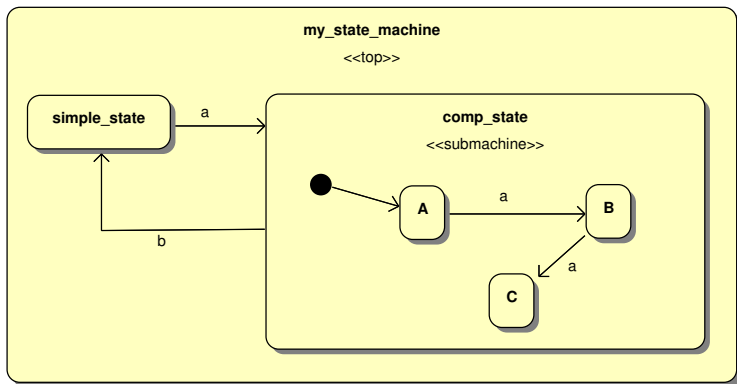 my_state_machine
<<top>>
simple_state
a
comp_state
<<submachine>>
A
a
B
b
a
C